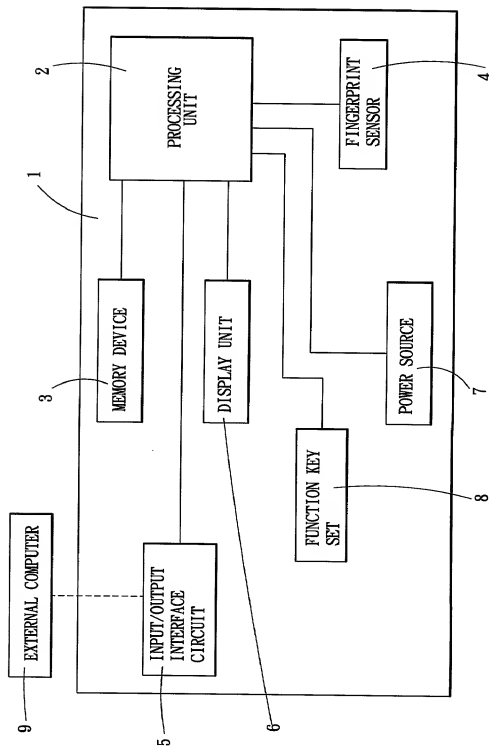 9
EXTERNAL COMPUTER
1
2
PROCESSING
UNIT
3
MEMORY DEVICE
5
INPUT/OUTPUT
INTERFACE
CIRCUIT
6
DISPLAY UNIT
8
FUNCTION KEY
SET
7
POWER SOURCE
4
FINGERPRINT
SENSOR